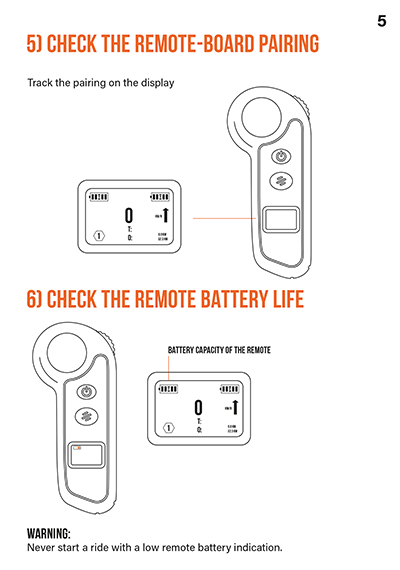 5
5) CHECK THE REMOTE-BOARD PAIRING
Track the pairing on the display
0
1
T:
O:
6) CHECK THE REMOTE BATTERY LIFE
BATTERY CAPACITY OF THE REMOTE
0
1
T:
O:
WARNING:
Never start a ride with a low remote battery indication.